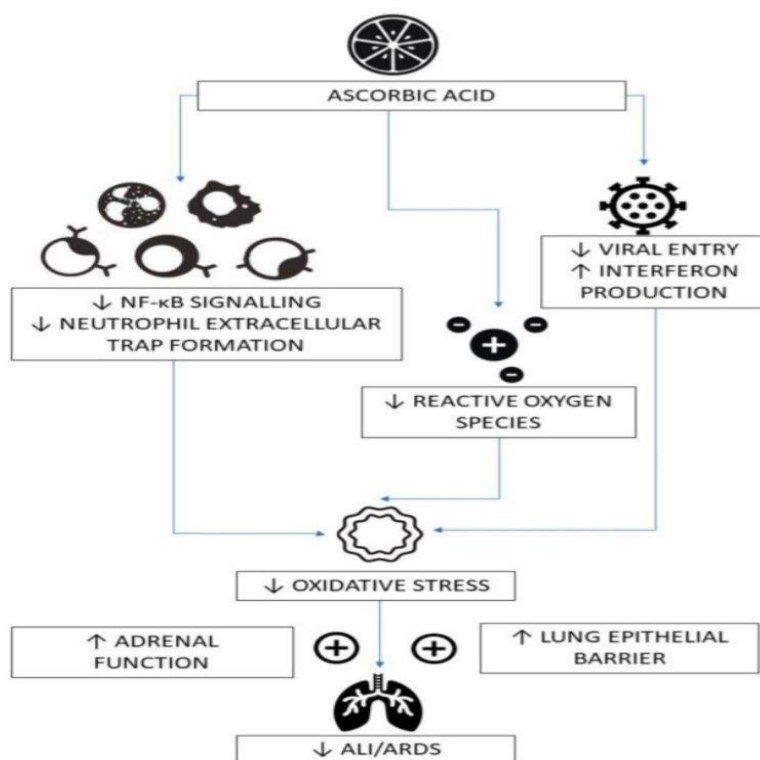 ASCORBIC ACID
↓ NF-κB SIGNALLING
↓ NEUTROPHIL EXTRACELLULAR
TRAP FORMATION
↓ VIRAL ENTRY
↑ INTERFERON
PRODUCTION
↓ REACTIVE OXYGEN
SPECIES
↓ OXIDATIVE STRESS
↑ ADRENAL
FUNCTION
↑ LUNG EPITHELIAL
BARRIER
↓ ALI/ARDS